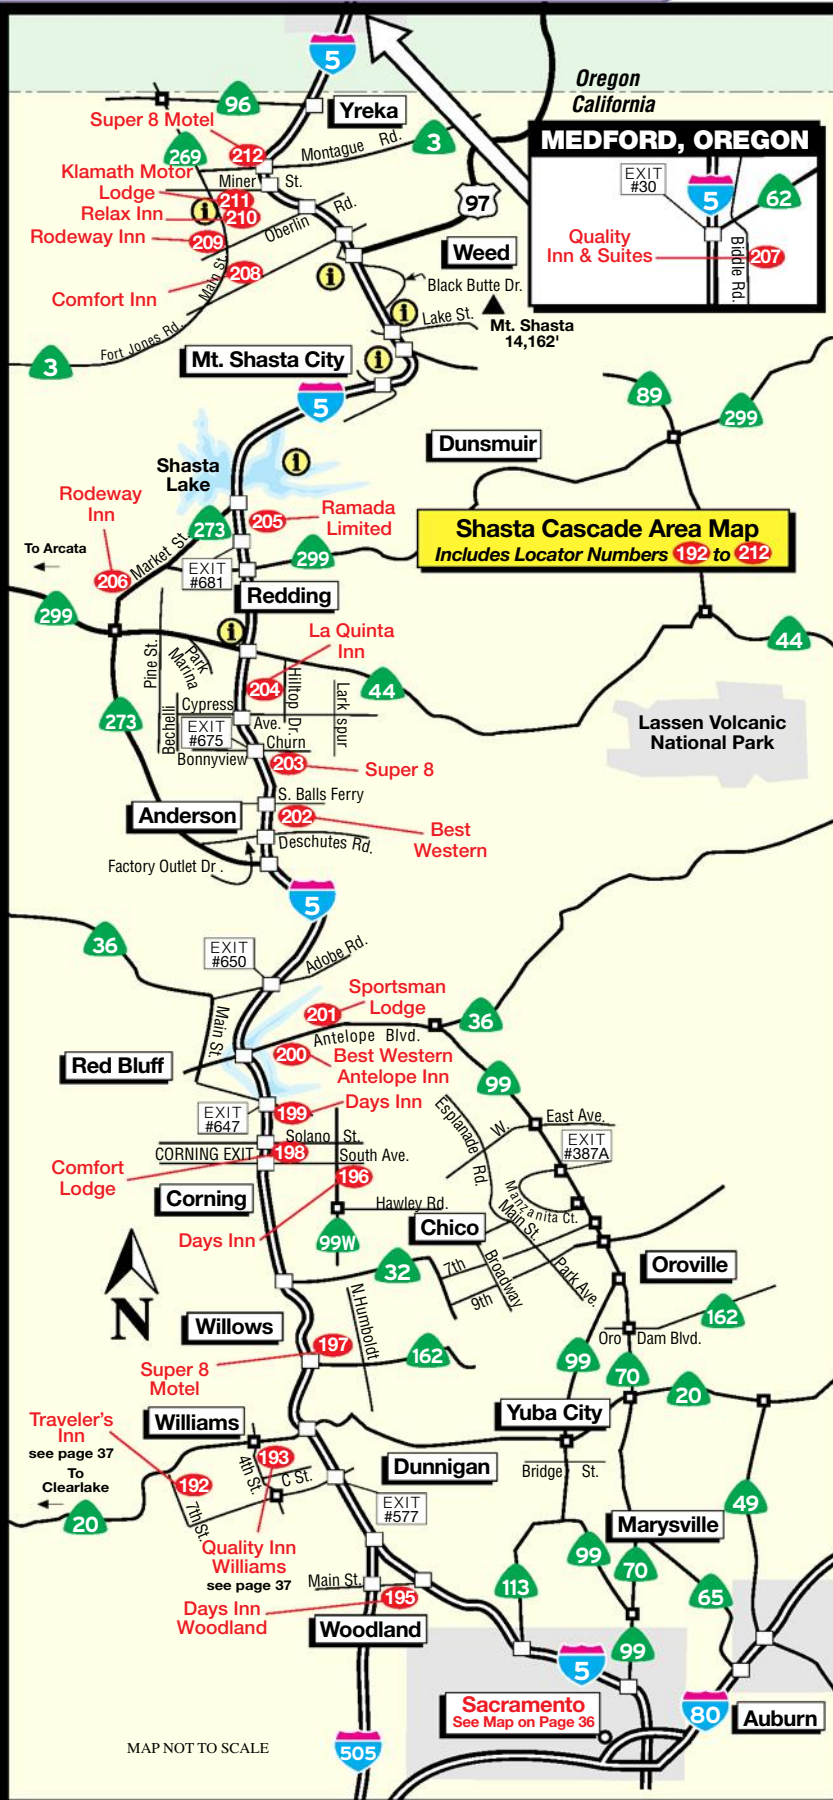 5
Oregon
California
96
Yreka
Super 8 Motel
MEDFORD, OREGON
3
Montague Rd.
269
212
Klamath Motor
Lodge
Miner St.
EXIT
#30
5
62
211
97
Relax Inn
210
Oberlin Rd.
Rodeway Inn
209
Quality
Inn & Suites
207
Biddle Rd.
Weed
Main St.
208
Comfort Inn
Black Butte Dr.
Lake St.
Mt. Shasta
14,162'
Fort Jones Rd.
3
Mt. Shasta City
5
89
299
Dunsmuir
Shasta
Lake
Rodeway
Inn
273
205
Ramada
Limited
Shasta Cascade Area Map
Includes Locator Numbers 192 to 212
To Arcata
Market St.
206
EXIT
#681
299
Redding
299
La Quinta
Inn
44
Pine St.
Park
Marina
204
Hilltop Dr.
44
Lark spur
273
Bechelli
Cypress
Ave.
EXIT
#675
Churn
Bonnyview
203
Super 8
Lassen Volcanic
National Park
S. Balls Ferry
Anderson
202
Best
Western
Deschutes Rd.
Factory Outlet Dr .
5
36
EXIT
#650
Adobe Rd.
Sportsman
Lodge
201
36
Main St.
Antelope Blvd.
Red Bluff
200
Best Western
Antelope Inn
99
EXIT
#647
199
Days Inn
Esplanade Rd.
W.
East Ave.
EXIT
#387A
Solano St.
CORNING EXIT
198
South Ave.
Comfort
Lodge
196
Corning
Hawley Rd.
Manzanita Ct.
Main St.
Chico
Days Inn
99W
N
32
7th
Broadway
9th
Park Ave.
Oroville
N.Humboldt
162
Willows
Oro Dam Blvd.
197
162
Super 8
Motel
99
70
20
Traveler's
Inn
see page 37
Williams
Yuba City
To
Clearlake
193
Dunnigan
Bridge St.
192
4th St.
C St.
7th St.
20
EXIT
#577
49
Marysville
Quality Inn
Williams
see page 37
99
70
Main St.
113
65
Days Inn
Woodland
195
Woodland
99
5
Sacramento
See Map on Page 36
80
Auburn
MAP NOT TO SCALE
505